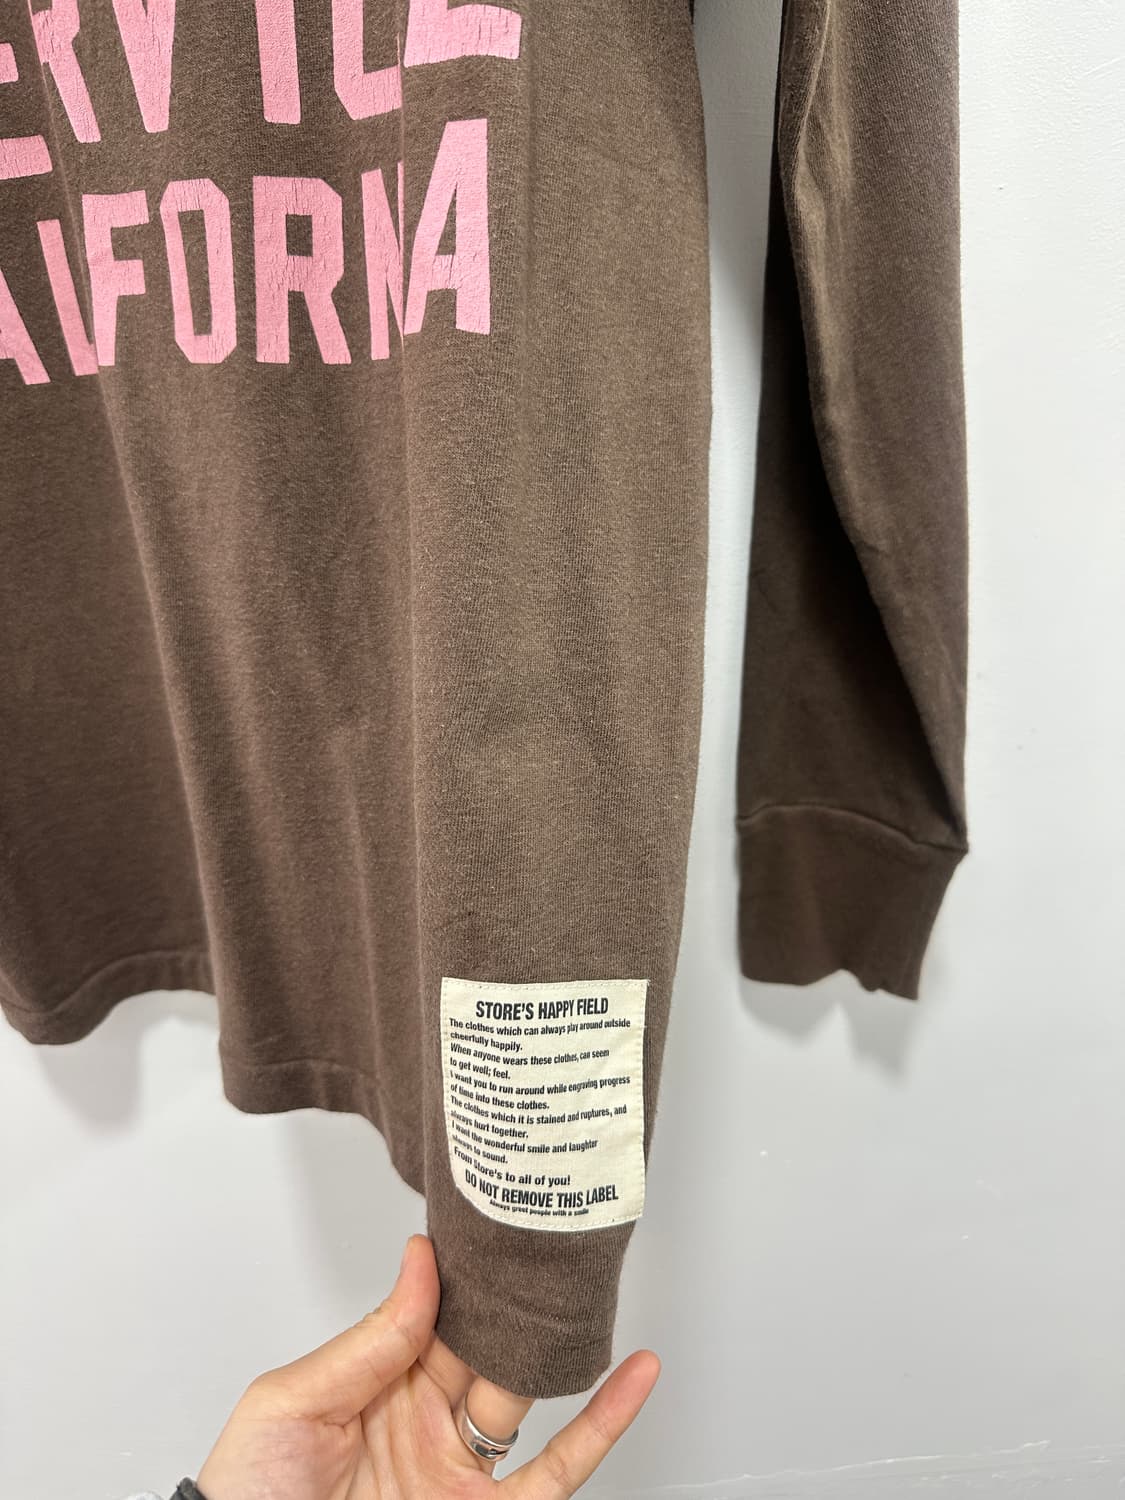 ERVICE
ALIFORNIA
STORE'S HAPPY FIELD
The clothes which can always play around outside
cheerfully happily.
When anyone wears these clothes, can seem
to get well; feel.
I want you to run around while engraving progress
of time into these clothes.
The clothes which it is stained and ruptures, and
always hurt together.
I want the wonderful smile and laughter
always to sound.
From Store's to all of you!
DO NOT REMOVE THIS LABEL
Always greet people with a smile